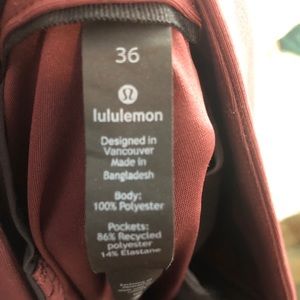 36
lululemon
Designed in
Vancouver
Made in
Bangladesh
Body:
100% Polyester
Pockets:
86% Recycled
polyester
14% Elastane